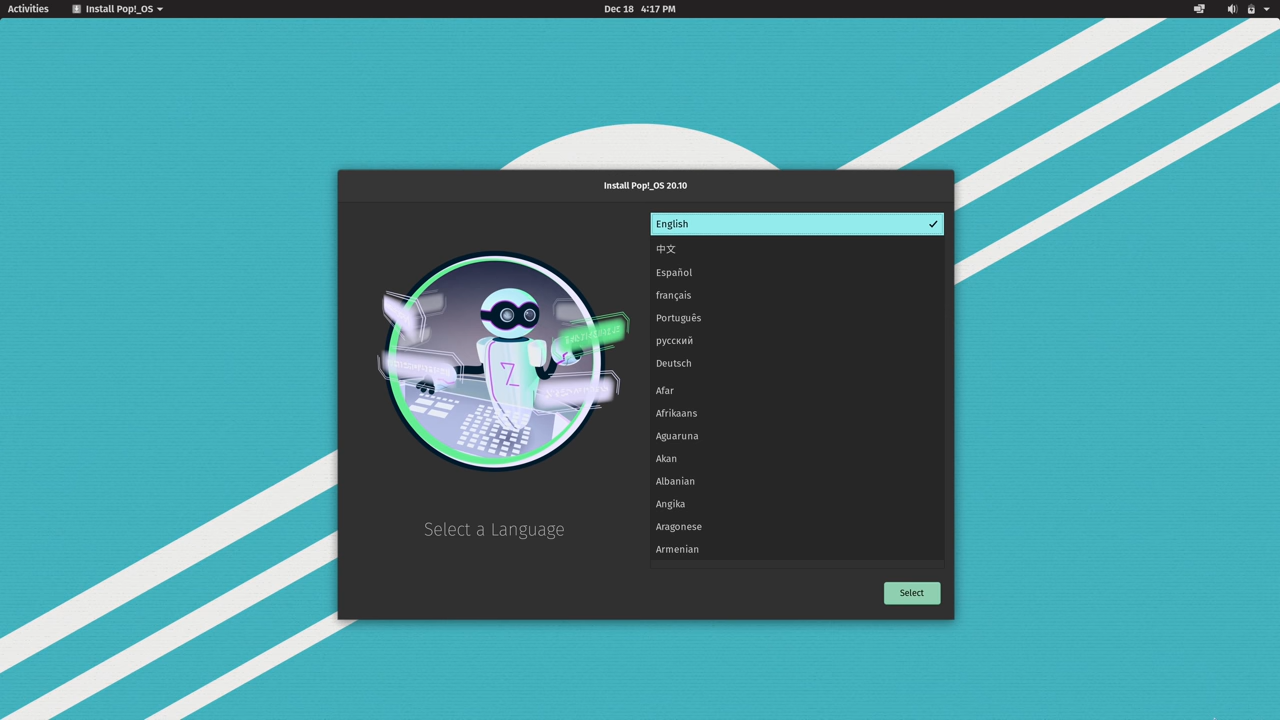 Activities
Install Pop!_OS
Dec 18 4:17 PM
Install Pop!_OS 20.10
English
中文
Español
français
Português
русский
Deutsch
Afar
Afrikaans
Aguaruna
Akan
Albanian
Angika
Aragonese
Armenian
Select a Language
Select